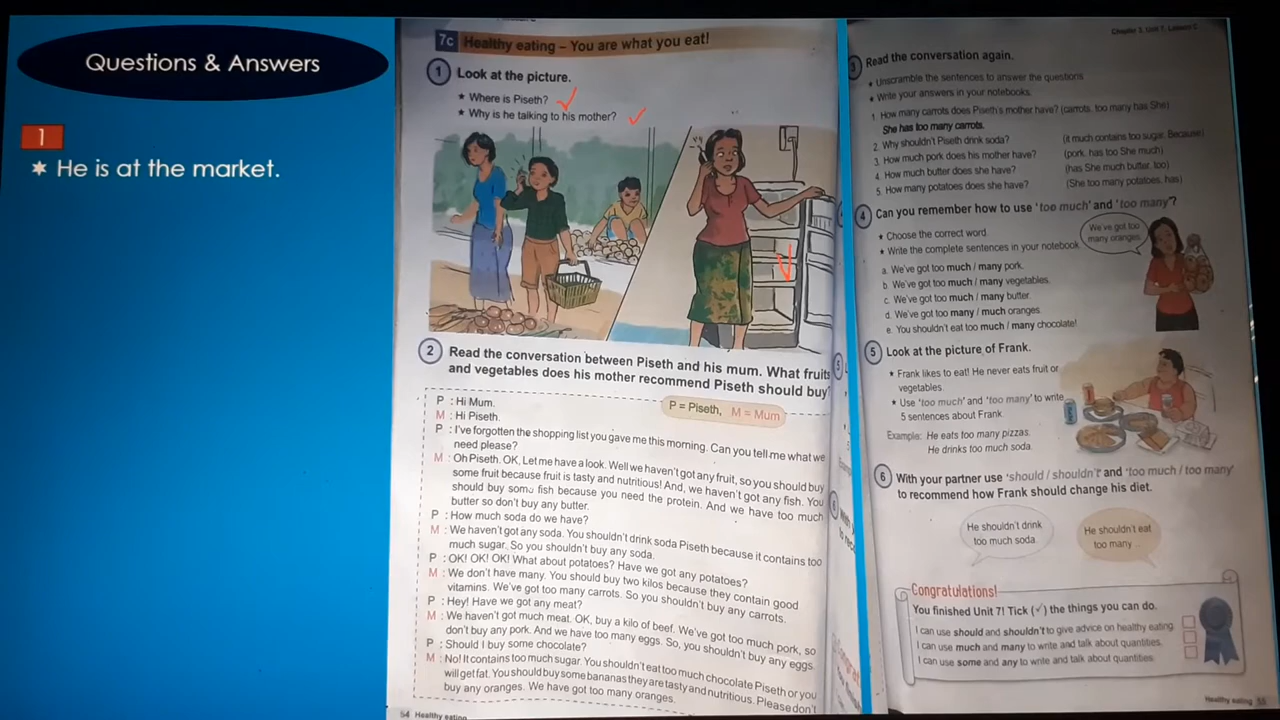 Questions & Answers
1
★ He is at the market.
7c Healthy eating – You are what you eat!
1 Look at the picture.
★ Where is Piseth?
★ Why is he talking to his mother?
2 Read the conversation between Piseth and his mum. What fruits
and vegetables does his mother recommend Piseth should buy
P = Piseth, M = Mum
P : Hi Mum.
M : Hi Piseth.
P : I've forgotten the shopping list you gave me this morning. Can you tell me what we
need please?
M : Oh Piseth. OK, Let me have a look. Well we haven't got any fruit, so you should buy
some fruit because fruit is tasty and nutritious! And, we haven't got any fish. You
should buy some fish because you need the protein. And we have too much
butter so don't buy any butter.
P : How much soda do we have?
M : We haven't got any soda. You shouldn't drink soda Piseth because it contains too
much sugar. So you shouldn't buy any soda.
P : OK! OK! OK! What about potatoes? Have we got any potatoes?
M : We don't have many. You should buy two kilos because they contain good
vitamins. We've got too many carrots. So you shouldn't buy any carrots.
P : Hey! Have we got any meat?
M : We haven't got much meat. OK, buy a kilo of beef. We've got too much pork, so
don't buy any pork. And we have too many eggs. So, you shouldn't buy any eggs.
P : Should I buy some chocolate?
M : No! It contains too much sugar. You shouldn't eat too much chocolate Piseth or you
will get fat. You should buy some bananas they are tasty and nutritious. Please don't
buy any oranges. We have got too many oranges.
54 Healthy eating
Chapter 3, Unit 7, Lesson C
3 Read the conversation again.
★ Unscramble the sentences to answer the questions
★ Write your answers in your notebooks.
1. How many carrots does Piseth's mother have? (carrots, too many has She)
She has too many carrots.
2. Why shouldn't Piseth drink soda? (it much contains too sugar. Because)
3. How much pork does his mother have? (pork, has too She much)
4. How much butter does she have? (has She much butter, too)
5. How many potatoes does she have? (She too many potatoes, has)
4 Can you remember how to use 'too much' and 'too many'?
★ Choose the correct word.
★ Write the complete sentences in your notebook
We've got too
many oranges.
a. We've got too much / many pork.
b. We've got too much / many vegetables.
c. We've got too much / many butter.
d. We've got too many / much oranges.
e. You shouldn't eat too much / many chocolate!
5 Look at the picture of Frank.
★ Frank likes to eat! He never eats fruit or
vegetables.
★ Use 'too much' and 'too many' to write
5 sentences about Frank.
Example: He eats too many pizzas.
He drinks too much soda.
6 With your partner use 'should / shouldn't' and 'too much / too many'
to recommend how Frank should change his diet.
He shouldn't drink
too much soda.
He shouldn't eat
too many ...
Congratulations!
You finished Unit 7! Tick (✓) the things you can do.
I can use should and shouldn't to give advice on healthy eating.
I can use much and many to write and talk about quantities.
I can use some and any to write and talk about quantities.
Healthy eating 55